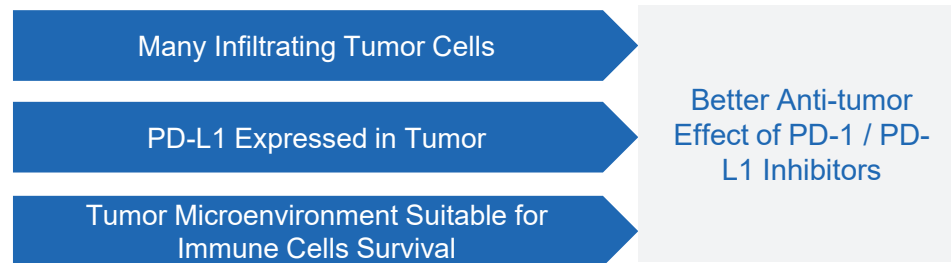 Many Infiltrating Tumor Cells
PD-L1 Expressed in Tumor
Tumor Microenvironment Suitable for
Immune Cells Survival
Better Anti-tumor
Effect of PD-1 / PD-
L1 Inhibitors